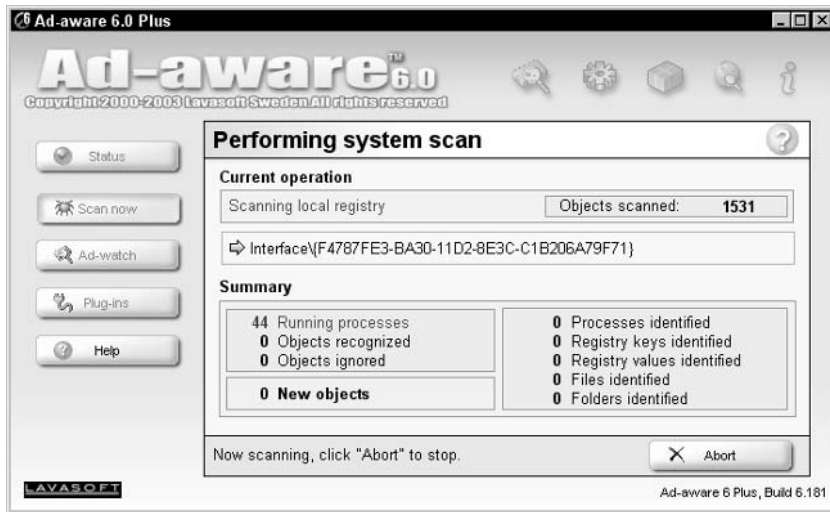 Ad-aware 6.0 Plus
Ad-aware 6.0
TM
Copyright 2000-2003 Lavasoft Sweden All rights reserved
Status
Scan now
Ad-watch
Plug-ins
Help
Performing system scan
Current operation
Scanning local registry
Objects scanned: 1531
Interface\{F4787FE3-BA30-11D2-8E3C-C1B206A79F71}
Summary
44 Running processes
0 Objects recognized
0 Objects ignored
0 New objects
0 Processes identified
0 Registry keys identified
0 Registry values identified
0 Files identified
0 Folders identified
Now scanning, click "Abort" to stop.
Abort
LAVASOFT
Ad-aware 6 Plus, Build 6.181